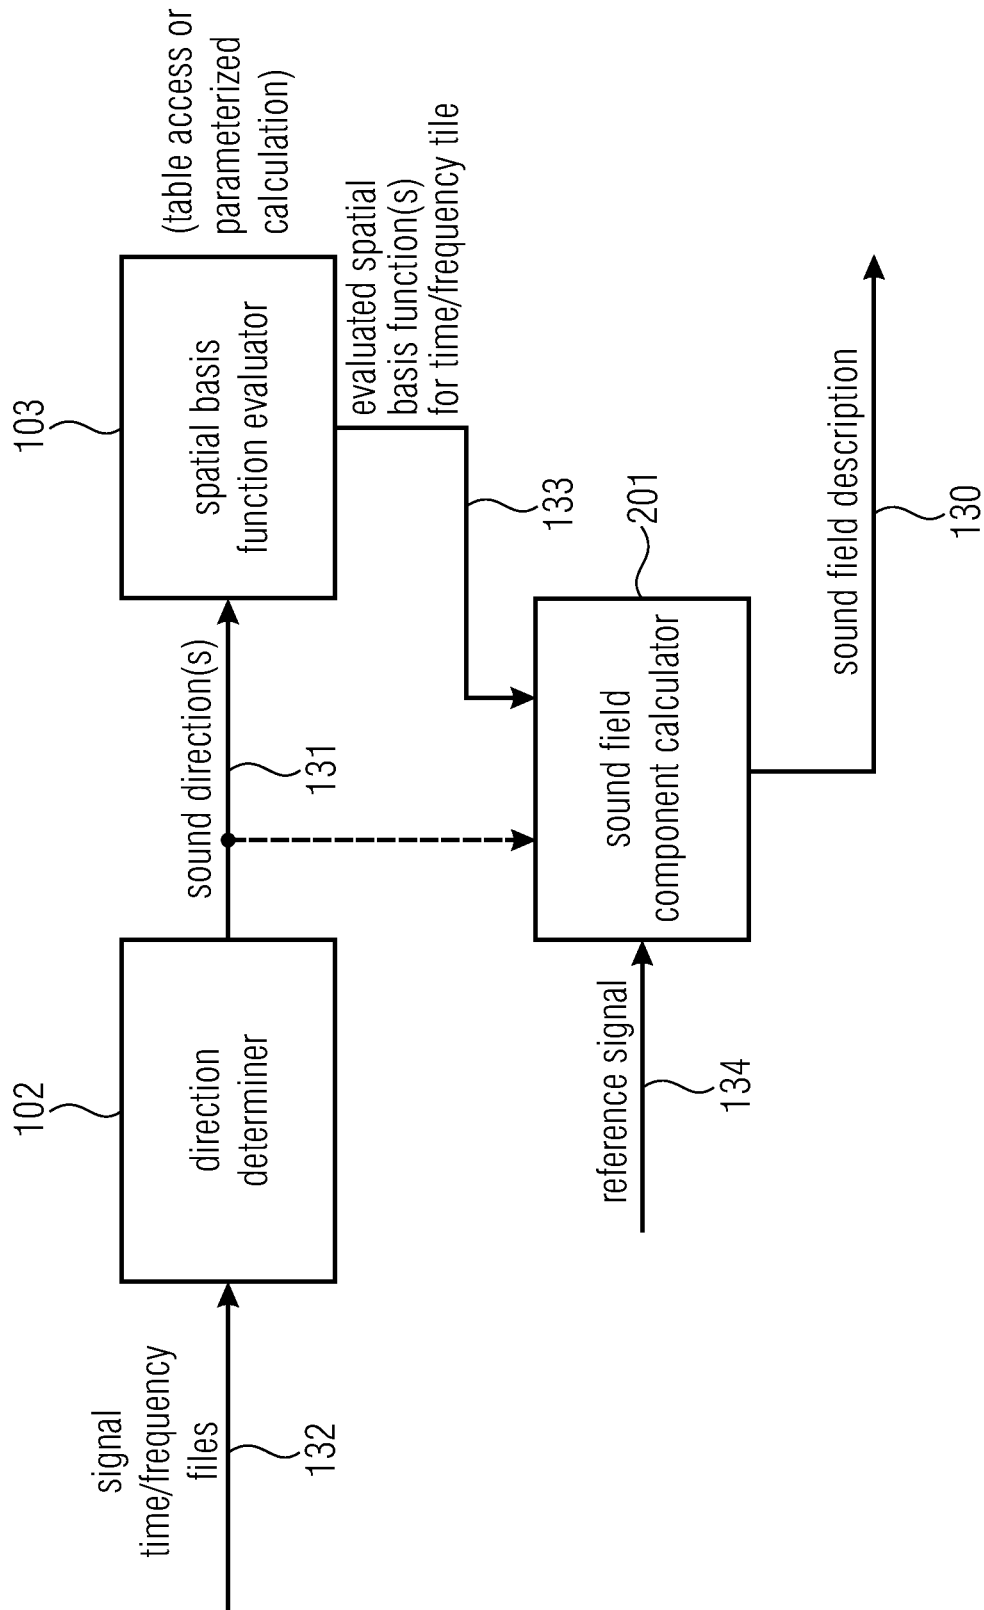 signal
time/frequency
files
132
102
direction
determiner
sound direction(s)
131
103
spatial basis
function evaluator
(table access or
parameterized
calculation)
evaluated spatial
basis function(s)
for time/frequency tile
133
reference signal
134
201
sound field
component calculator
sound field description
130